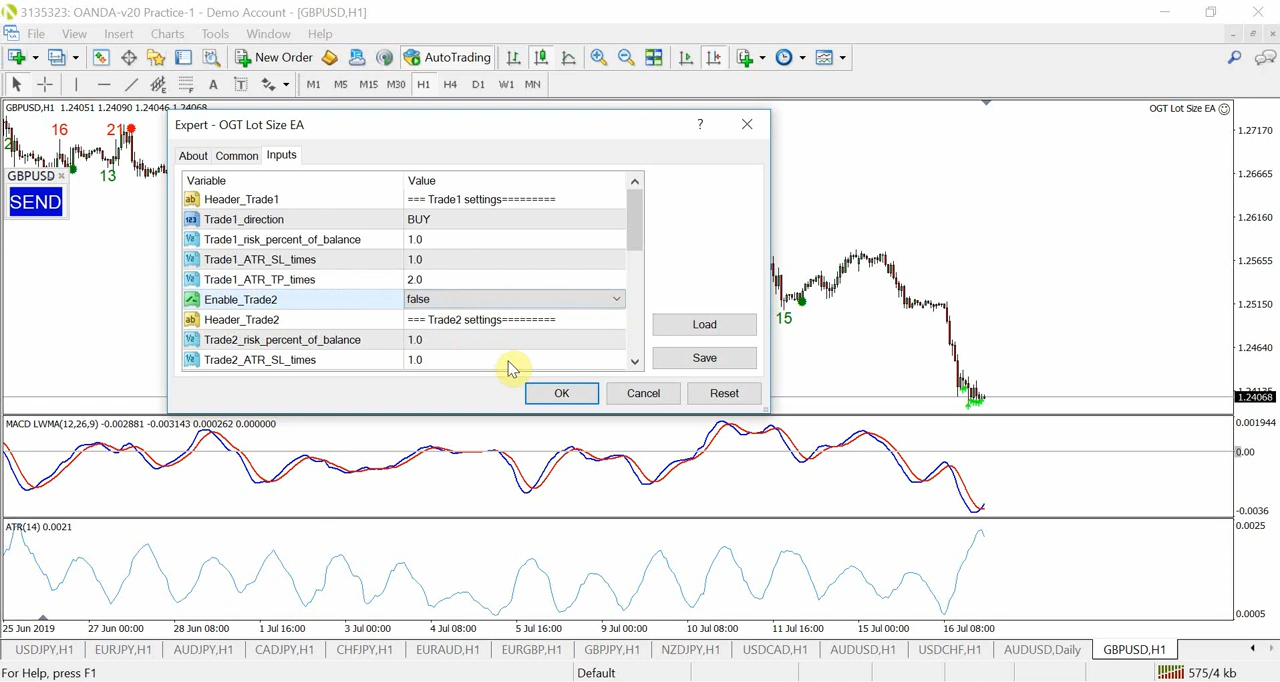 3135323: OANDA-v20 Practice-1 - Demo Account - [GBPUSD,H1]
File View Insert Charts Tools Window Help
New Order AutoTrading
A T M1 M5 M15 M30 H1 H4 D1 W1 MN
GBPUSD,H1 1.24051 1.24090 1.24046 1.24068
OGT Lot Size EA
16 21
2
13
GBPUSD
SEND
15
Expert - OGT Lot Size EA
About Common Inputs
Variable Value
Header_Trade1 === Trade1 settings=========
Trade1_direction BUY
Trade1_risk_percent_of_balance 1.0
Trade1_ATR_SL_times 1.0
Trade1_ATR_TP_times 2.0
Enable_Trade2 false
Header_Trade2 === Trade2 settings=========
Trade2_risk_percent_of_balance 1.0
Trade2_ATR_SL_times 1.0
Load
Save
OK Cancel Reset
1.27170
1.26665
1.26160
1.25655
1.25150
1.24640
1.24068
MACD LWMA(12,26,9) -0.002881 -0.003143 0.000262 0.000000
0.001944
0.00
-0.0036
ATR(14) 0.0021
0.0025
0.0005
25 Jun 2019 27 Jun 00:00 28 Jun 08:00 1 Jul 16:00 3 Jul 00:00 4 Jul 08:00 5 Jul 16:00 9 Jul 00:00 10 Jul 08:00 11 Jul 16:00 15 Jul 00:00 16 Jul 08:00
USDJPY,H1 EURJPY,H1 AUDJPY,H1 CADJPY,H1 CHFJPY,H1 EURAUD,H1 EURGBP,H1 GBPJPY,H1 NZDJPY,H1 USDCAD,H1 AUDUSD,H1 USDCHF,H1 AUDUSD,Daily GBPUSD,H1
For Help, press F1 Default 575/4 kb